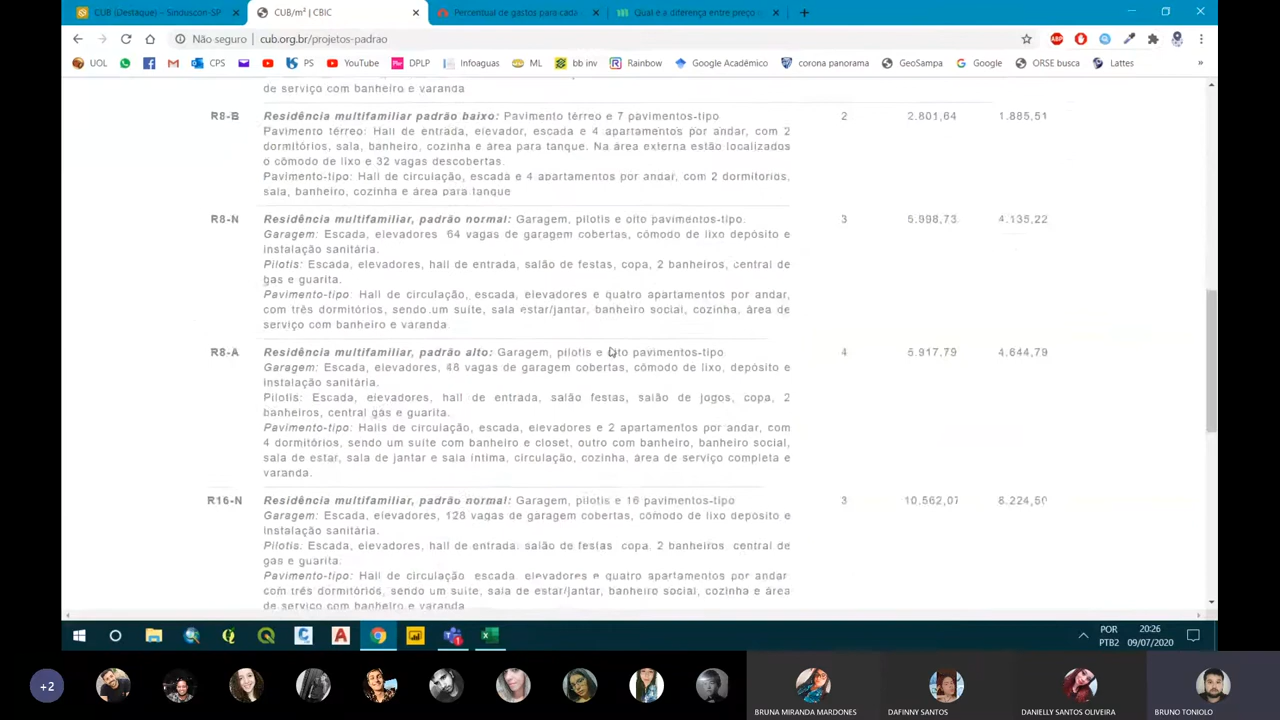 CUB (Destaque) – Sinduscon-SP
CUB/m² | CBIC
Percentual de gastos para cada
Qual é a diferença entre preço
Não seguro | cub.org.br/projetos-padrao
UOL
CPS
PS
YouTube
DPLP
Infoaguas
ML
bb inv
Rainbow
Google Acadêmico
corona panorama
GeoSampa
Google
ORSE busca
Lattes
de serviço com banheiro e varanda
R8-B Residência multifamiliar padrão baixo: Pavimento térreo e 7 pavimentos-tipo 2 2.801,64 1.885,51
Pavimento térreo: Hall de entrada, elevador, escada e 4 apartamentos por andar, com 2
dormitórios, sala, banheiro, cozinha e área para tanque. Na área externa estão localizados
o cômodo de lixo e 32 vagas descobertas.
Pavimento-tipo: Hall de circulação, escada e 4 apartamentos por andar, com 2 dormitórios,
sala, banheiro, cozinha e área para tanque
R8-N Residência multifamiliar, padrão normal: Garagem, pilotis e oito pavimentos-tipo. 3 5.998,73 4.135,22
Garagem: Escada, elevadores 64 vagas de garagem cobertas, cômodo de lixo depósito e
instalação sanitária.
Pilotis: Escada, elevadores, hall de entrada, salão de festas, copa, 2 banheiros, central de
gás e guarita.
Pavimento-tipo: Hall de circulação, escada, elevadores e quatro apartamentos por andar,
com três dormitórios, sendo um suíte, sala estar/jantar, banheiro social, cozinha, área de
serviço com banheiro e varanda.
R8-A Residência multifamiliar, padrão alto: Garagem, pilotis e oito pavimentos-tipo 4 5.917,79 4.644,79
Garagem: Escada, elevadores, 48 vagas de garagem cobertas, cômodo de lixo, depósito e
instalação sanitária.
Pilotis: Escada, elevadores, hall de entrada, salão festas, salão de jogos, copa, 2
banheiros, central gás e guarita.
Pavimento-tipo: Halls de circulação, escada, elevadores e 2 apartamentos por andar, com
4 dormitórios, sendo um suíte com banheiro e closet, outro com banheiro, banheiro social,
sala de estar, sala de jantar e sala íntima, circulação, cozinha, área de serviço completa e
varanda.
R16-N Residência multifamiliar, padrão normal: Garagem, pilotis e 16 pavimentos-tipo 3 10.562,07 8.224,50
Garagem: Escada, elevadores, 128 vagas de garagem cobertas, cômodo de lixo depósito e
instalação sanitária.
Pilotis: Escada, elevadores, hall de entrada, salão de festas copa, 2 banheiros central de
gás e guarita.
Pavimento-tipo: Hall de circulação escada elevadores e quatro apartamentos por andar
com três dormitórios, sendo um suíte, sala de estar/jantar, banheiro social, cozinha e área
de serviço com banheiro e varanda
POR
PTB2
20:26
09/07/2020
+2
BRUNA MIRANDA MARDONES
DAFINNY SANTOS
DANIELLY SANTOS OLIVEIRA
BRUNO TONIOLO